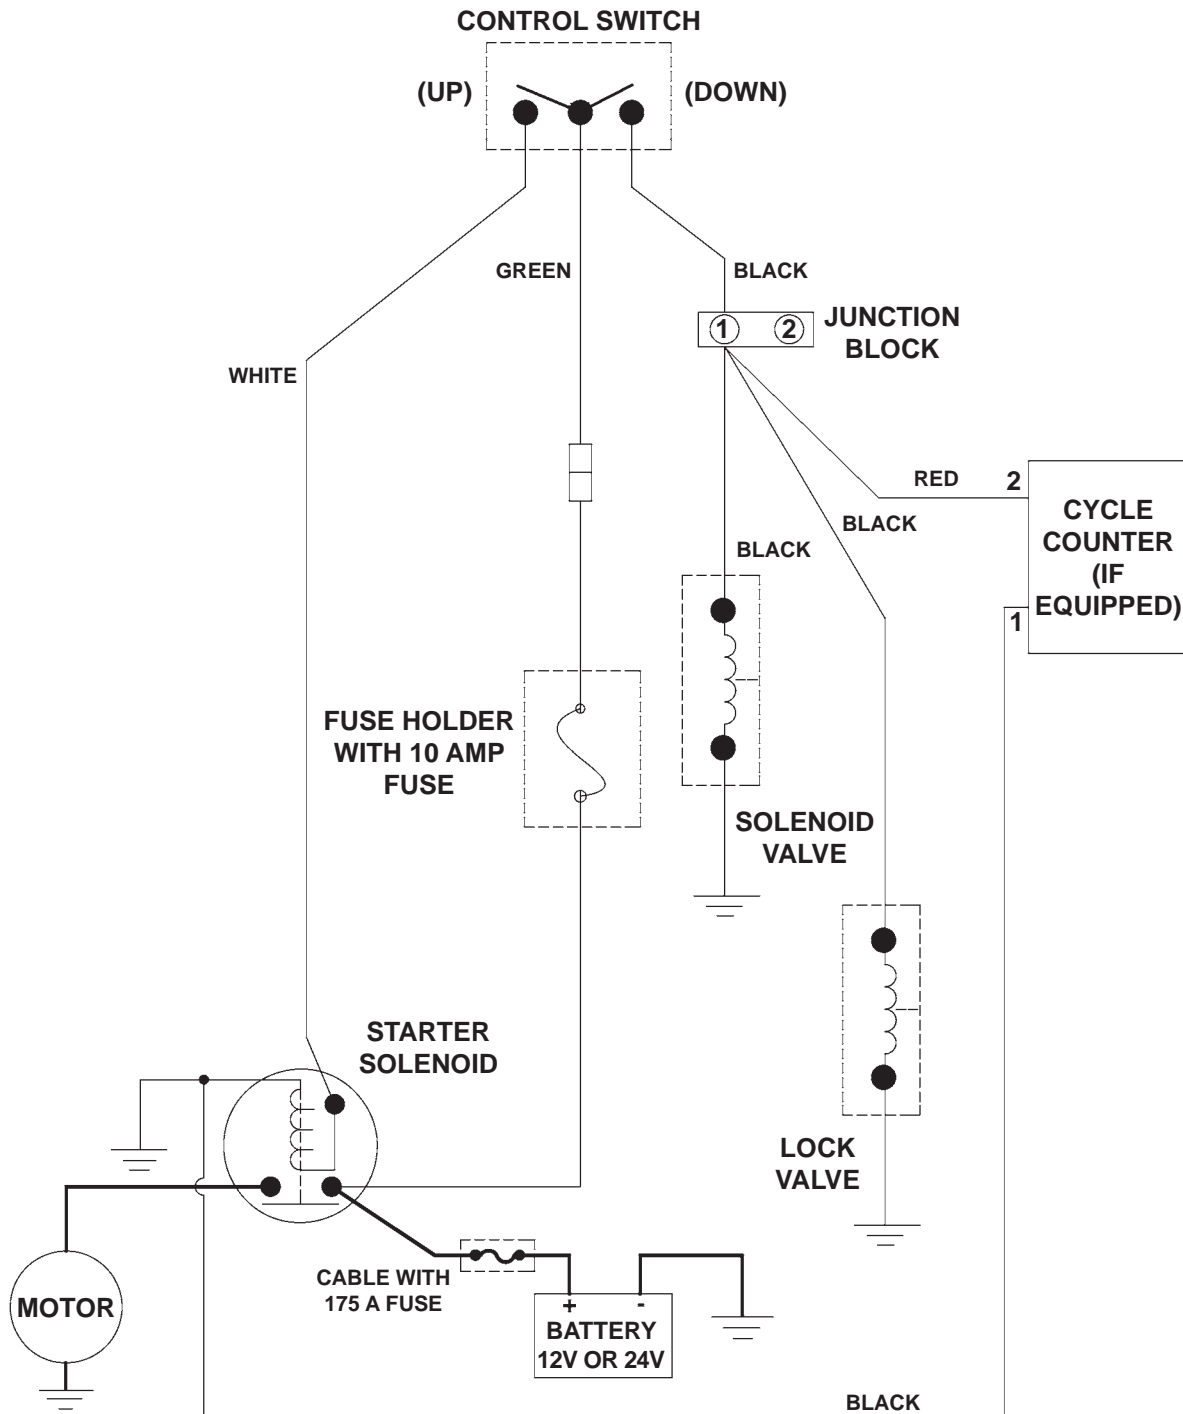 CONTROL SWITCH
(UP)
(DOWN)
GREEN
BLACK
1
2
JUNCTION
BLOCK
WHITE
RED
2
CYCLE
COUNTER
(IF
EQUIPPED)
1
BLACK
BLACK
FUSE HOLDER
WITH 10 AMP
FUSE
SOLENOID
VALVE
STARTER
SOLENOID
LOCK
VALVE
CABLE WITH
175 A FUSE
MOTOR
+ -
BATTERY
12V OR 24V
BLACK